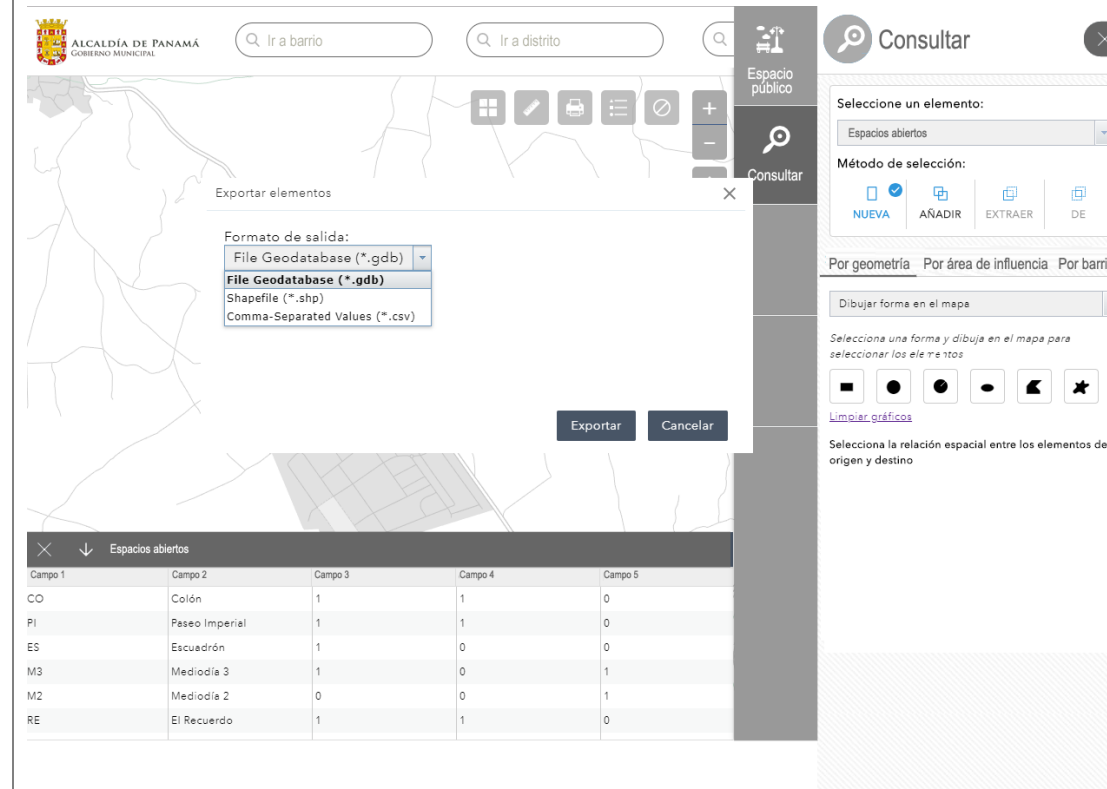 ALCALDÍA DE PANAMÁ
GOBIERNO MUNICIPAL
Ir a barrio
Ir a distrito
Espacio
público
Consultar
Consultar
Seleccione un elemento:
Espacios abiertos
Método de selección:
NUEVA AÑADIR EXTRAER DE
Por geometría Por área de influencia Por barri
Dibujar forma en el mapa
Selecciona una forma y dibuja en el mapa para
seleccionar los elementos
Limpiar gráficos
Selecciona la relación espacial entre los elementos de
origen y destino
Exportar elementos
Formato de salida:
File Geodatabase (*.gdb)
File Geodatabase (*.gdb)
Shapefile (*.shp)
Comma-Separated Values (*.csv)
Exportar Cancelar
Espacios abiertos
Campo 1 Campo 2 Campo 3 Campo 4 Campo 5
CO Colón 1 1 0
PI Paseo Imperial 1 1 0
ES Escuadrón 1 0 0
M3 Mediodía 3 1 0 1
M2 Mediodía 2 0 0 1
RE El Recuerdo 1 1 0